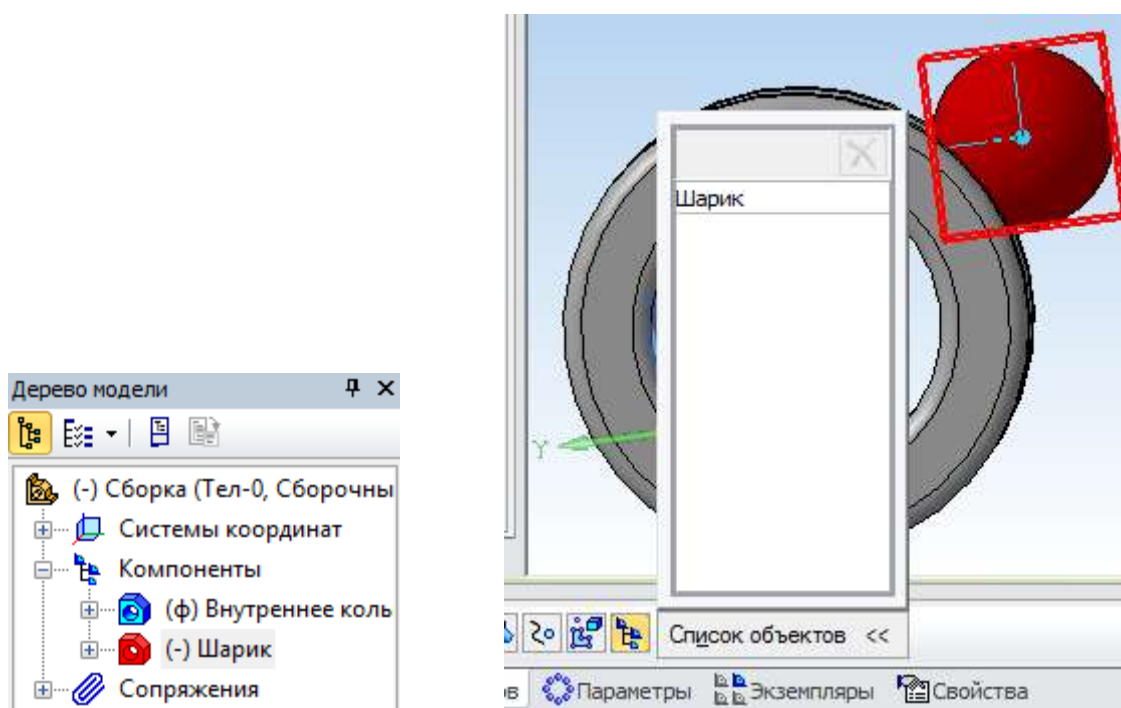 Дерево модели
(-) Сборка (Тел-0, Сборочны
Системы координат
Компоненты
(ф) Внутреннее коль
(-) Шарик
Сопряжения
Шарик
Y
Список объектов <<
в Параметры Экземпляры Свойства